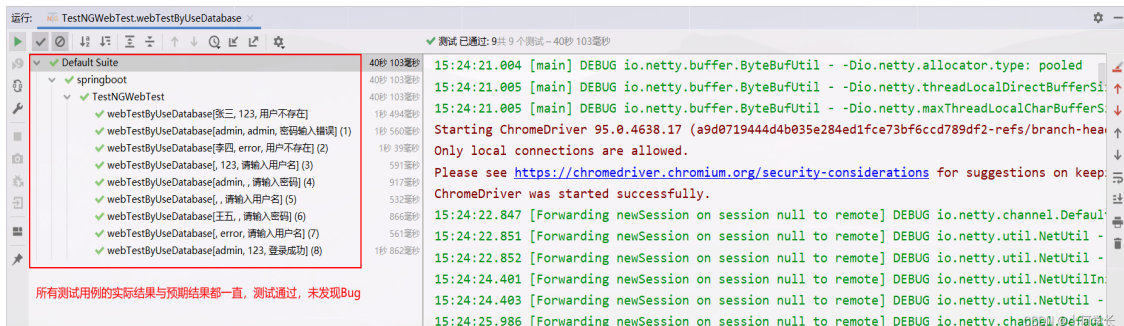 运行: TestNGWebTest.webTestByUseDatabase ×
测试 已通过: 9共 9 个测试 – 40秒 103毫秒
Default Suite 40秒 103毫秒
springboot 40秒 103毫秒
TestNGWebTest 40秒 103毫秒
webTestByUseDatabase[张三, 123, 用户不存在] 1秒 494毫秒
webTestByUseDatabase[admin, admin, 密码输入错误] (1) 1秒 560毫秒
webTestByUseDatabase[李四, error, 用户不存在] (2) 1秒 39毫秒
webTestByUseDatabase[, 123, 请输入用户名] (3) 591毫秒
webTestByUseDatabase[admin, , 请输入密码] (4) 917毫秒
webTestByUseDatabase[, , 请输入用户名] (5) 532毫秒
webTestByUseDatabase[王五, , 请输入密码] (6) 866毫秒
webTestByUseDatabase[, error, 请输入用户名] (7) 561毫秒
webTestByUseDatabase[admin, 123, 登录成功] (8) 1秒 862毫秒
所有测试用例的实际结果与预期结果都一直，测试通过，未发现Bug
15:24:21.004 [main] DEBUG io.netty.buffer.ByteBufUtil - -Dio.netty.allocator.type: pooled
15:24:21.005 [main] DEBUG io.netty.buffer.ByteBufUtil - -Dio.netty.threadLocalDirectBufferSi
15:24:21.005 [main] DEBUG io.netty.buffer.ByteBufUtil - -Dio.netty.maxThreadLocalCharBufferS
Starting ChromeDriver 95.0.4638.17 (a9d0719444d4b035e284ed1fce73bf6ccd789df2-refs/branch-hea
Only local connections are allowed.
Please see https://chromedriver.chromium.org/security-considerations for suggestions on keepi
ChromeDriver was started successfully.
15:24:22.847 [Forwarding newSession on session null to remote] DEBUG io.netty.channel.Defaul
15:24:22.851 [Forwarding newSession on session null to remote] DEBUG io.netty.util.NetUtil -
15:24:22.852 [Forwarding newSession on session null to remote] DEBUG io.netty.util.NetUtil -
15:24:24.401 [Forwarding newSession on session null to remote] DEBUG io.netty.util.NetUtilIn
15:24:24.403 [Forwarding newSession on session null to remote] DEBUG io.netty.util.NetUtil -
15:24:25.986 [Forwarding newSession on session null to remote] DEBUG io.netty.channel.Defaul